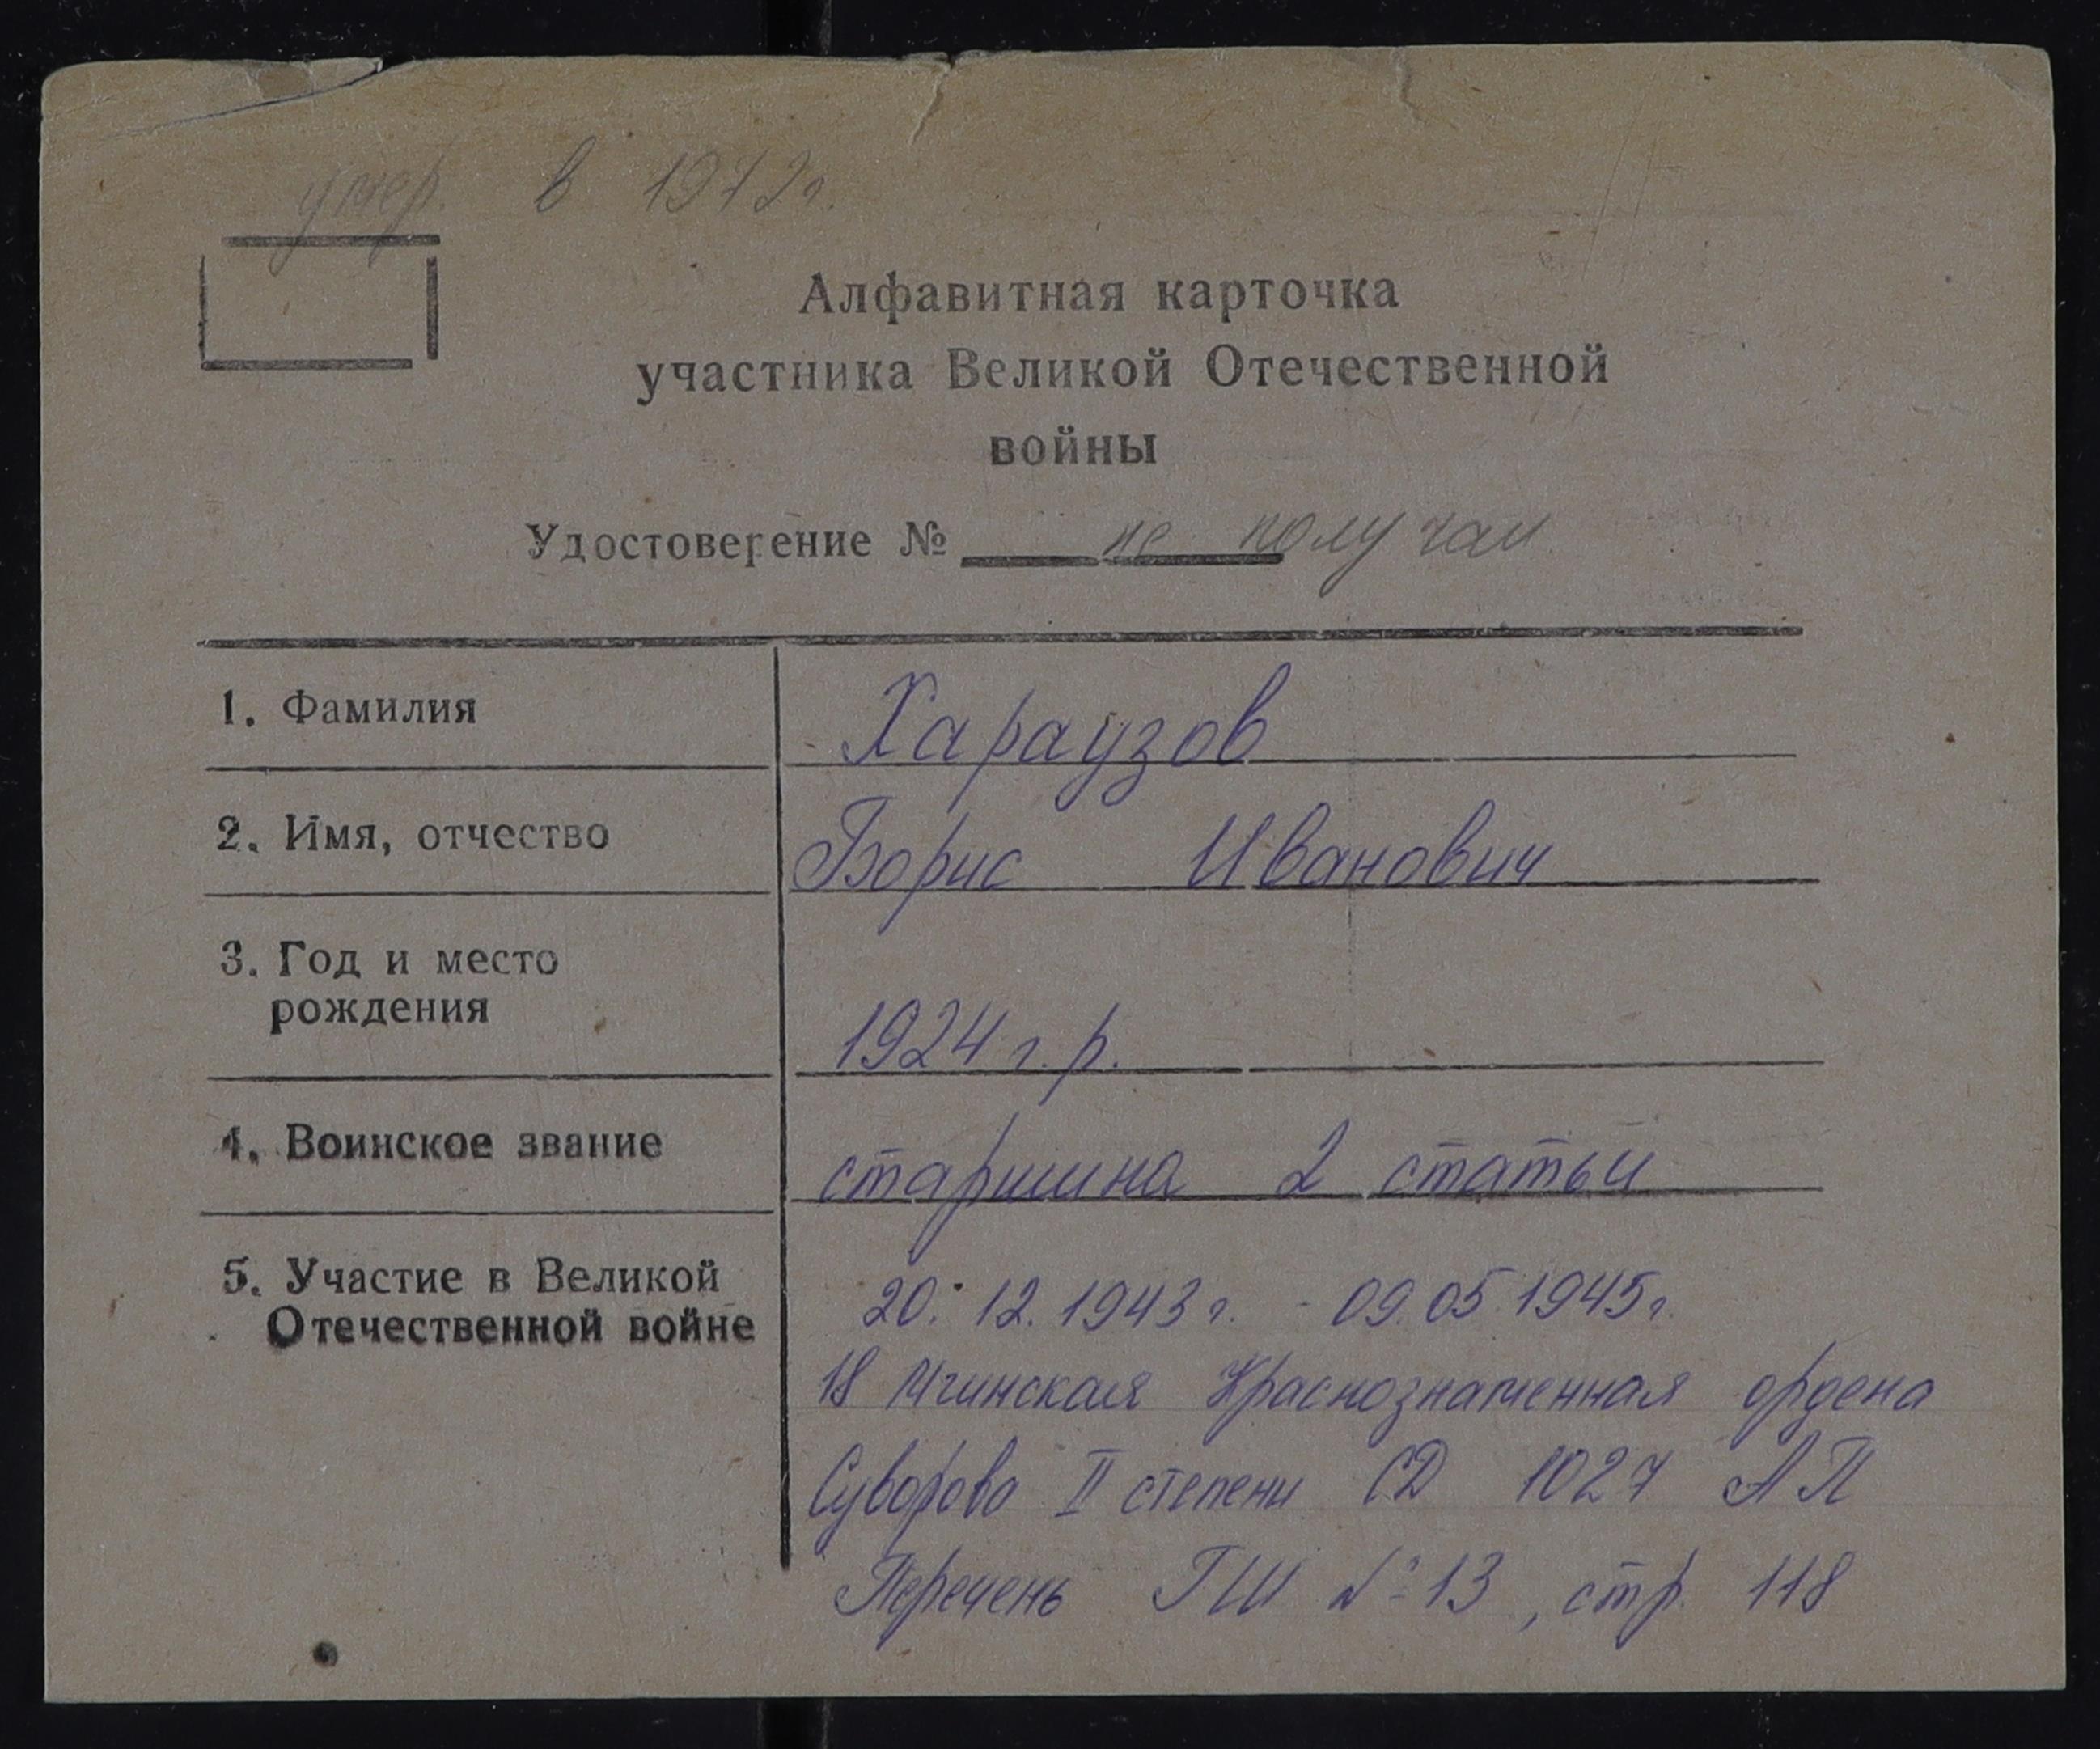 умер. в 1972г.
Алфавитная карточка
участника Великой Отечественной
войны
Удостоверение № не получал
1. Фамилия Хараузов
2. Имя, отчество Борис Иванович
3. Год и место
рождения 1924 г.р.
4. Воинское звание старшина 2 статьи
5. Участие в Великой
Отечественной войне 20.12.1943г. - 09.05.1945г.
18 Мгинская Краснознаменная ордена
Суворова II степени СД 1027 АП
Перечень ГШ №13, стр. 118